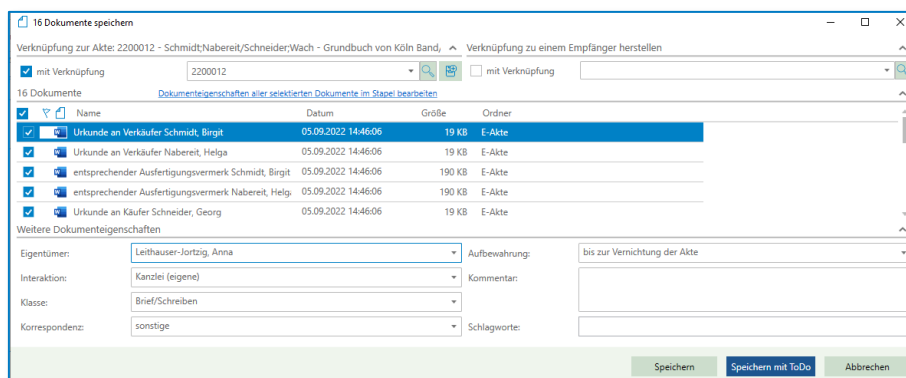 16 Dokumente speichern
Verknüpfung zur Akte: 2200012 - Schmidt;Nabereit/Schneider;Wach - Grundbuch von Köln Band, Verknüpfung zu einem Empfänger herstellen
mit Verknüpfung 2200012 mit Verknüpfung
16 Dokumente Dokumenteigenschaften aller selektierten Dokumente im Stapel bearbeiten
Name Datum Größe Ordner
Urkunde an Verkäufer Schmidt, Birgit 05.09.2022 14:46:06 19 KB E-Akte
Urkunde an Verkäufer Nabereit, Helga 05.09.2022 14:46:06 19 KB E-Akte
entsprechender Ausfertigungsvermerk Schmidt, Birgit 05.09.2022 14:46:06 190 KB E-Akte
entsprechender Ausfertigungsvermerk Nabereit, Helga 05.09.2022 14:46:06 190 KB E-Akte
Urkunde an Käufer Schneider, Georg 05.09.2022 14:46:06 19 KB E-Akte
Weitere Dokumenteigenschaften
Eigentümer: Leithauser-Jortzig, Anna Aufbewahrung: bis zur Vernichtung der Akte
Interaktion: Kanzlei (eigene) Kommentar:
Klasse: Brief/Schreiben
Korrespondenz: sonstige Schlagworte:
Speichern Speichern mit ToDo Abbrechen